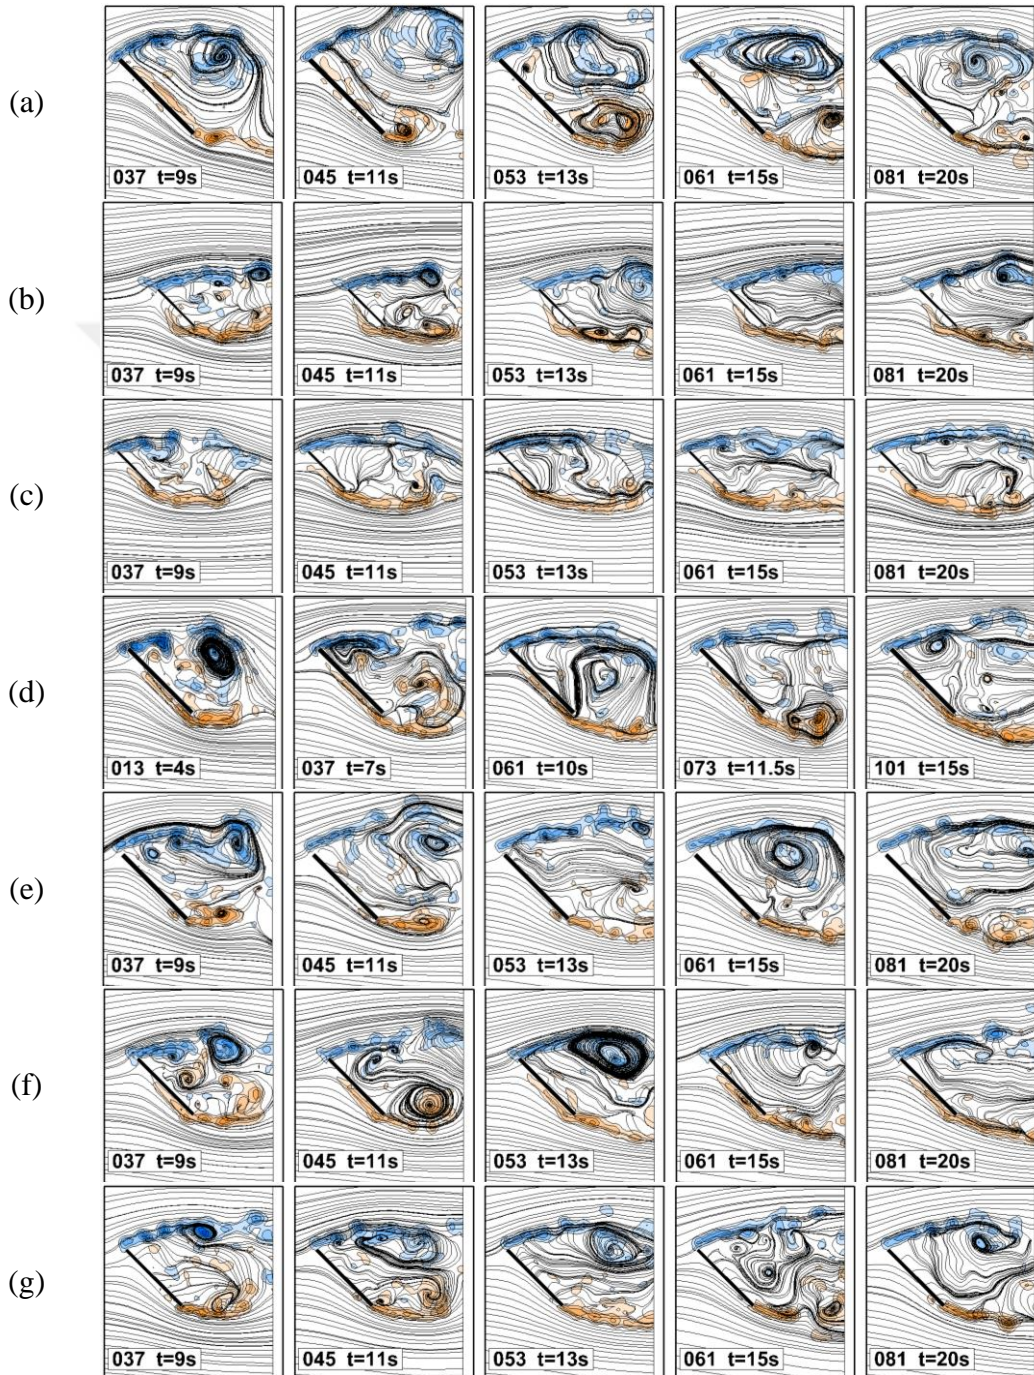 (a)
037 t=9s
045 t=11s
053 t=13s
061 t=15s
081 t=20s
(b)
037 t=9s
045 t=11s
053 t=13s
061 t=15s
081 t=20s
(c)
037 t=9s
045 t=11s
053 t=13s
061 t=15s
081 t=20s
(d)
013 t=4s
037 t=7s
061 t=10s
073 t=11.5s
101 t=15s
(e)
037 t=9s
045 t=11s
053 t=13s
061 t=15s
081 t=20s
(f)
037 t=9s
045 t=11s
053 t=13s
061 t=15s
081 t=20s
(g)
037 t=9s
045 t=11s
053 t=13s
061 t=15s
081 t=20s